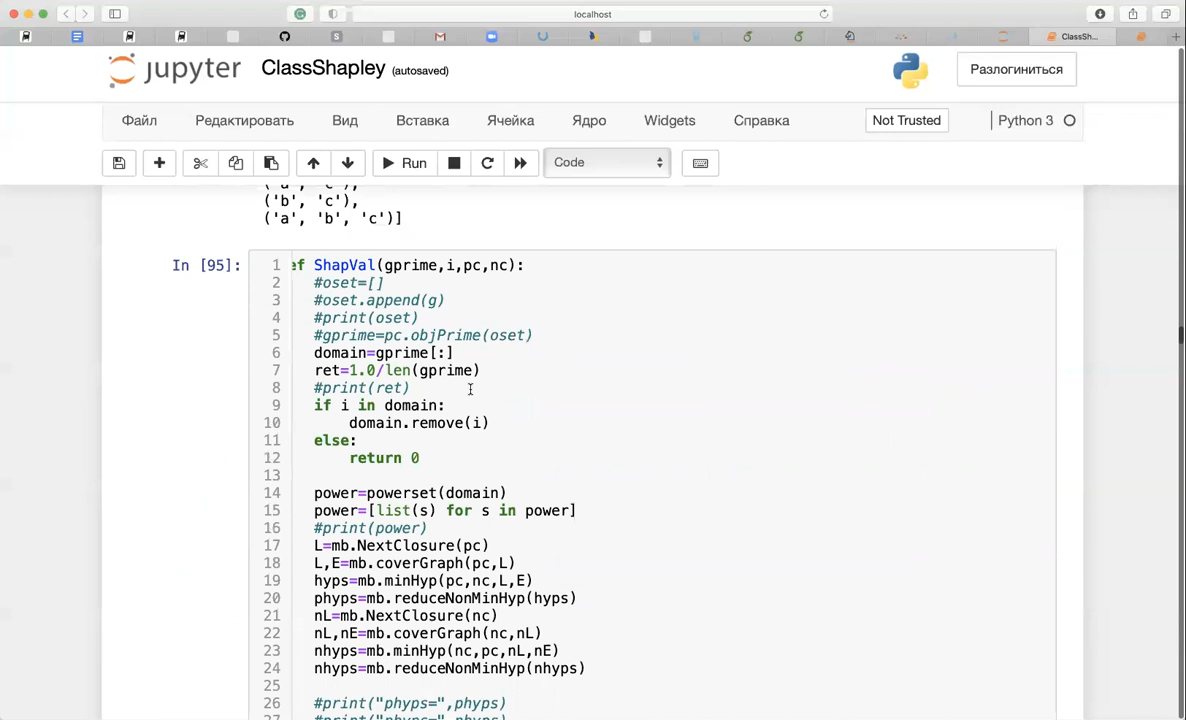 localhost
S
ClassSh...
jupyter ClassShapley (autosaved)
Разлогиниться
Файл Редактировать Вид Вставка Ячейка Ядро Widgets Справка Not Trusted Python 3
Run Code
('a', 'c'),
('b', 'c'),
('a', 'b', 'c')]
In [95]:
1 ef ShapVal(gprime,i,pc,nc):
2 #oset=[]
3 #oset.append(g)
4 #print(oset)
5 #gprime=pc.objPrime(oset)
6 domain=gprime[:]
7 ret=1.0/len(gprime)
8 #print(ret)
9 if i in domain:
10 domain.remove(i)
11 else:
12 return 0
13
14 power=powerset(domain)
15 power=[list(s) for s in power]
16 #print(power)
17 L=mb.NextClosure(pc)
18 L,E=mb.coverGraph(pc,L)
19 hyps=mb.minHyp(pc,nc,L,E)
20 phyps=mb.reduceNonMinHyp(hyps)
21 nL=mb.NextClosure(nc)
22 nL,nE=mb.coverGraph(nc,nL)
23 nhyps=mb.minHyp(nc,pc,nL,nE)
24 nhyps=mb.reduceNonMinHyp(nhyps)
25
26 #print("phyps=",phyps)
27 #print("phyps=",phyps)